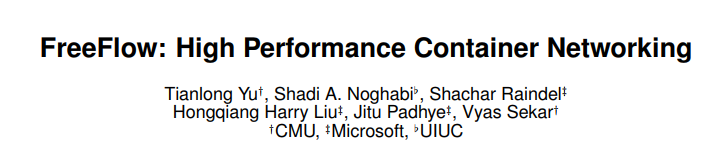 FreeFlow: High Performance Container Networking
Tianlong Yu†, Shadi A. Noghabi♭, Shachar Raindel‡
Hongqiang Harry Liu‡, Jitu Padhye‡, Vyas Sekar†
†CMU, ‡Microsoft, ♭UIUC